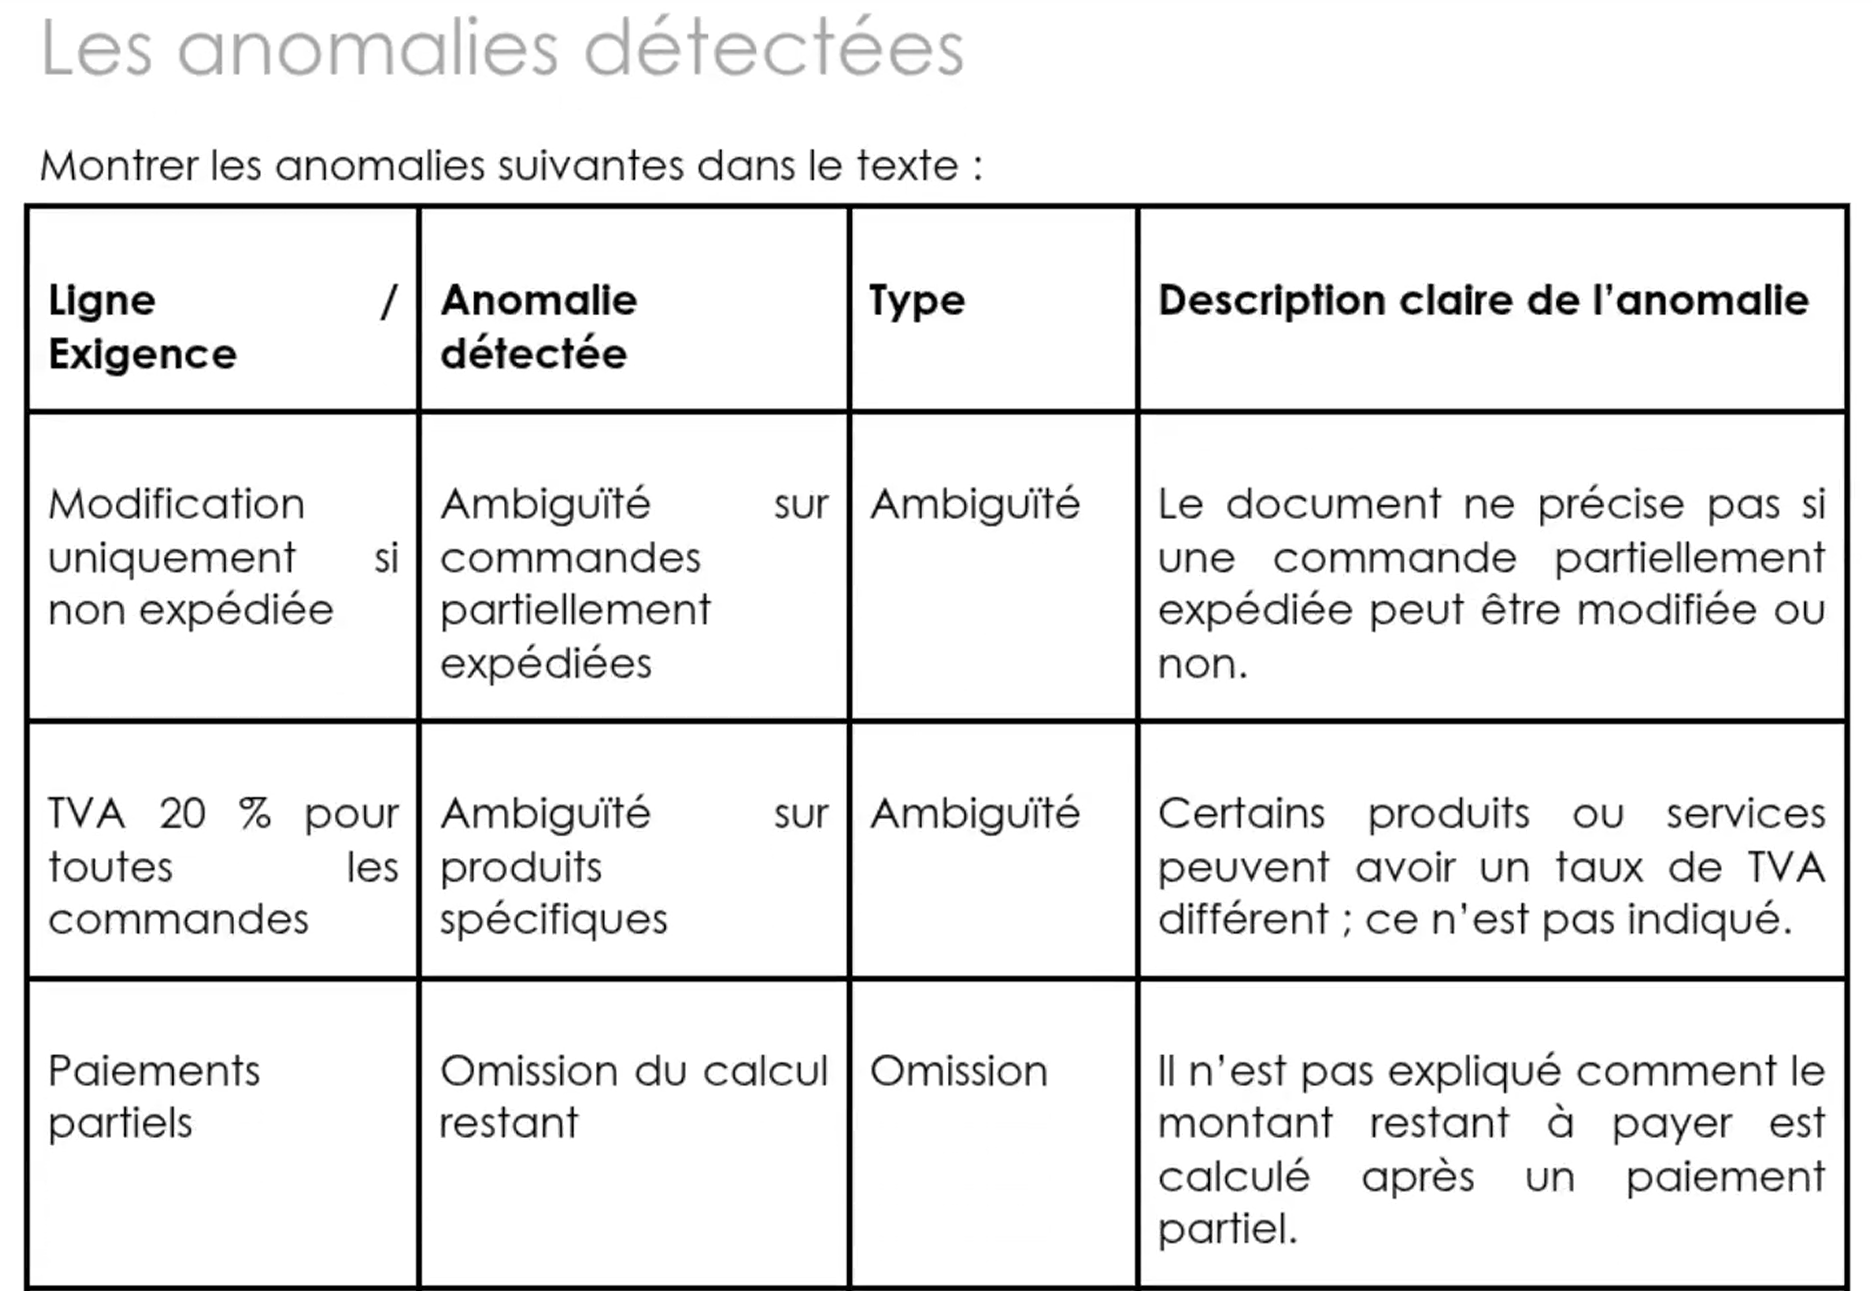 Les anomalies détectées
Montrer les anomalies suivantes dans le texte :
Ligne /
Exigence
Anomalie
détectée
Type
Description claire de l'anomalie
Modification
uniquement si
non expédiée
Ambiguïté sur
commandes
partiellement
expédiées
Ambiguïté
Le document ne précise pas si
une commande partiellement
expédiée peut être modifiée ou
non.
TVA 20 % pour
toutes les
commandes
Ambiguïté sur
produits
spécifiques
Ambiguïté
Certains produits ou services
peuvent avoir un taux de TVA
différent ; ce n'est pas indiqué.
Paiements
partiels
Omission du calcul
restant
Omission
Il n'est pas expliqué comment le
montant restant à payer est
calculé après un paiement
partiel.